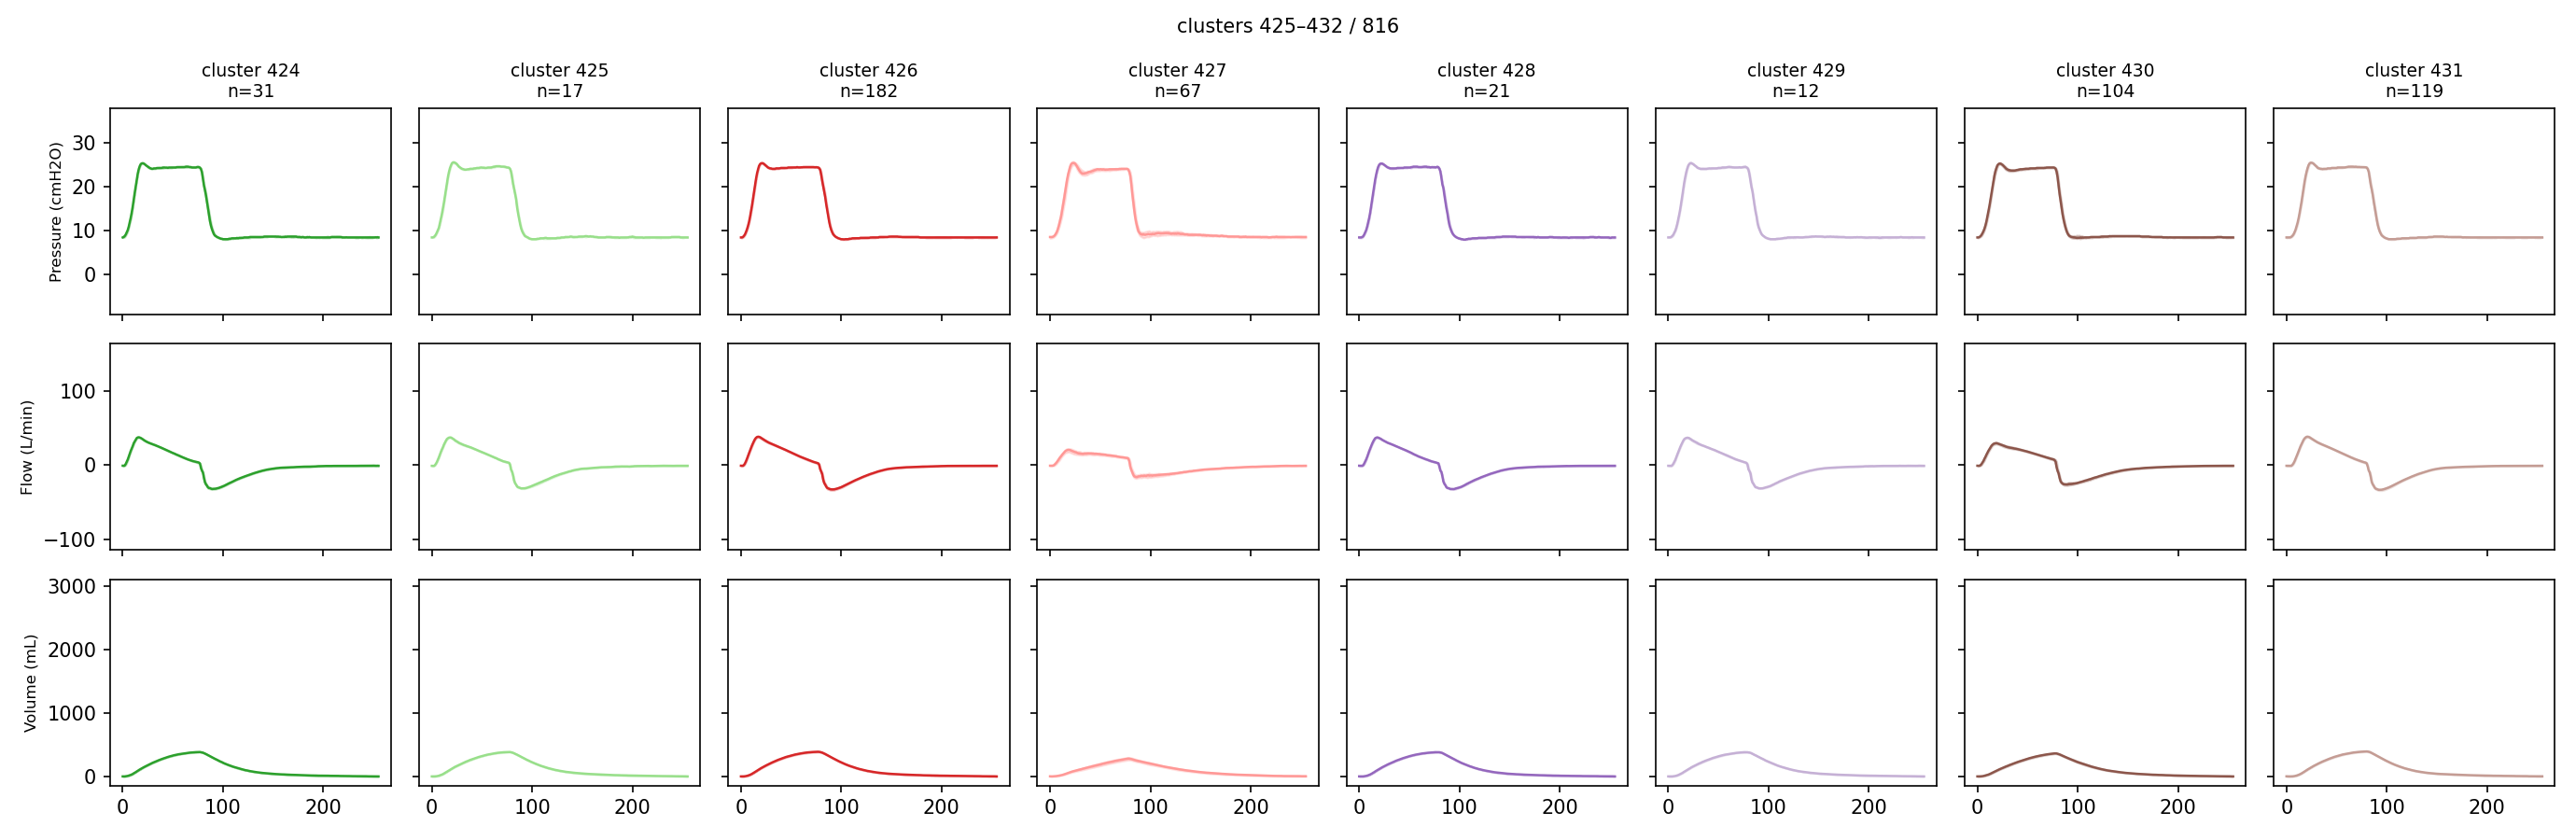 clusters 425–432 / 816
cluster 424
n=31
cluster 425
n=17
cluster 426
n=182
cluster 427
n=67
cluster 428
n=21
cluster 429
n=12
cluster 430
n=104
cluster 431
n=119
Pressure (cmH2O)
30
20
10
0
Flow (L/min)
100
0
−100
Volume (mL)
3000
2000
1000
0
0 100 200
0 100 200
0 100 200
0 100 200
0 100 200
0 100 200
0 100 200
0 100 200